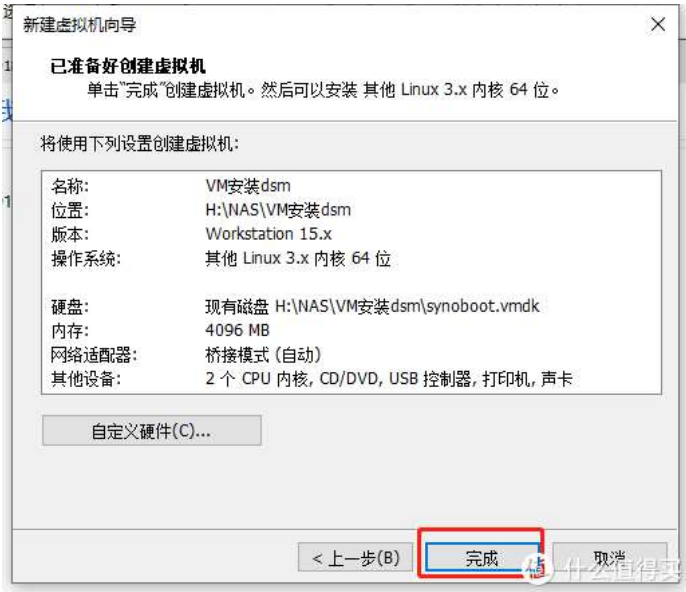 新建虚拟机向导
已准备好创建虚拟机
单击"完成"创建虚拟机。然后可以安装 其他 Linux 3.x 内核 64 位。
将使用下列设置创建虚拟机:
名称: VM安装dsm
位置: H:\NAS\VM安装dsm
版本: Workstation 15.x
操作系统: 其他 Linux 3.x 内核 64 位
硬盘: 现有磁盘 H:\NAS\VM安装dsm\synoboot.vmdk
内存: 4096 MB
网络适配器: 桥接模式 (自动)
其他设备: 2 个 CPU 内核, CD/DVD, USB 控制器, 打印机, 声卡
自定义硬件(C)...
< 上一步(B) 完成 取消
值 什么值得买